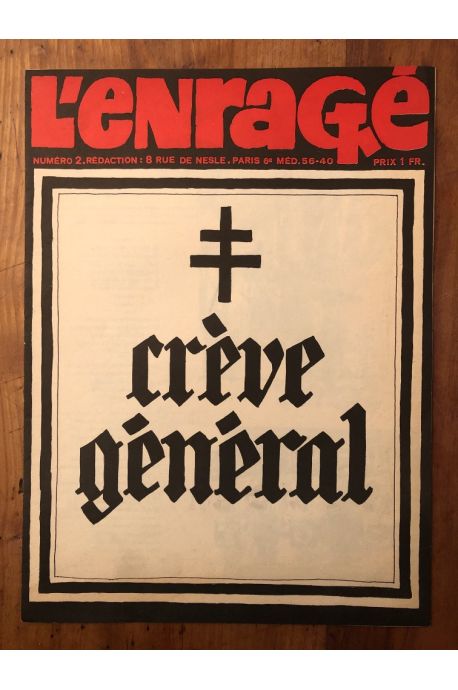 L'enragé
NUMÉRO 2. RÉDACTION : 8 RUE DE NESLE. PARIS 6e MÉD. 56-40 PRIX 1 FR.
crève
général